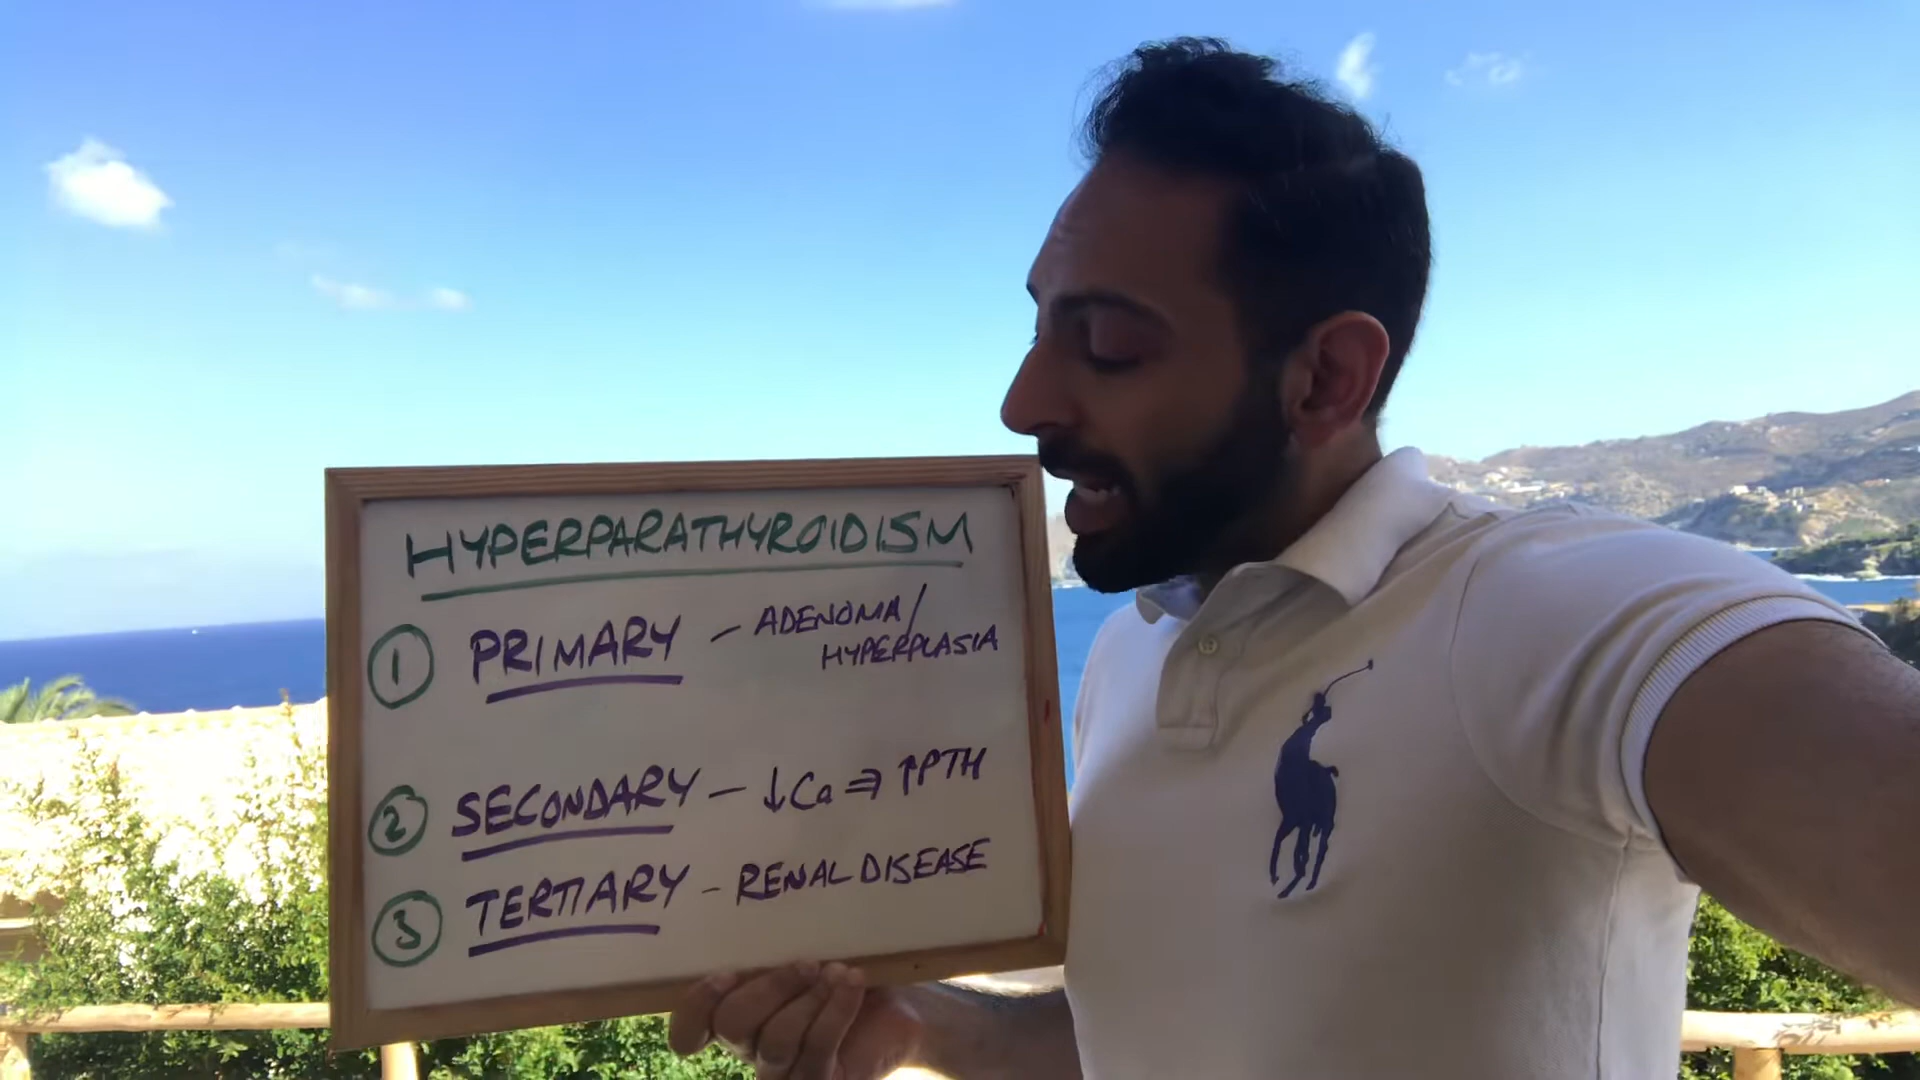 HYPERPARATHYROIDISM
1 PRIMARY - ADENOMA/
HYPERPLASIA
2 SECONDARY - ↓Ca ⇒ ↑PTH
3 TERTIARY - RENAL DISEASE